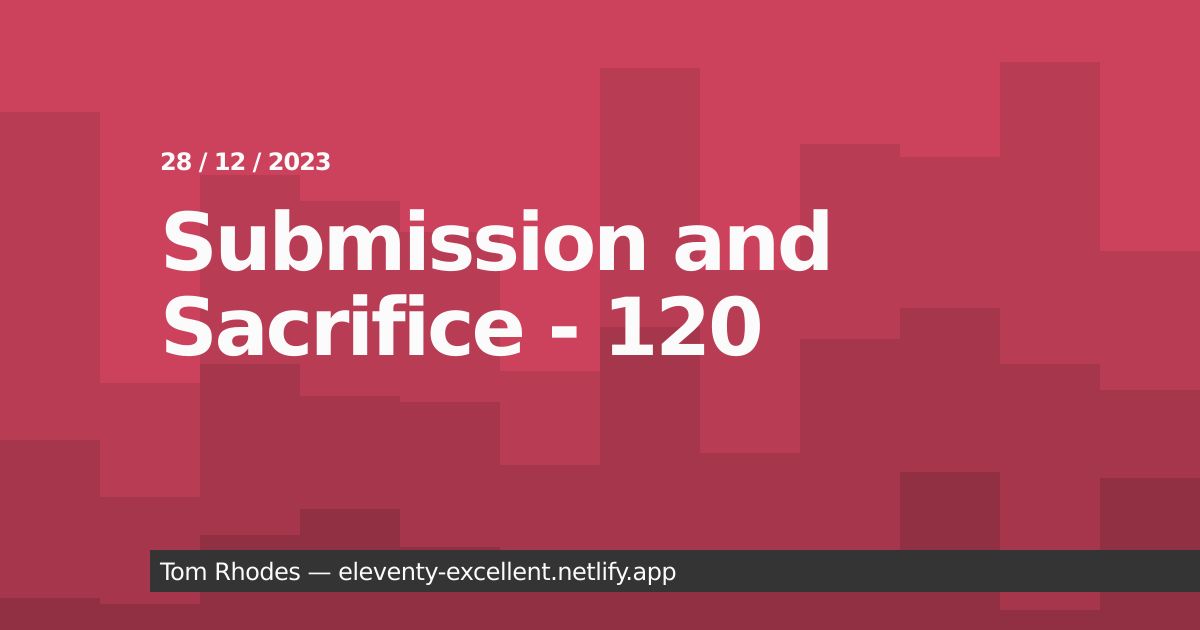 28 / 12 / 2023
Submission and
Sacrifice - 120
Tom Rhodes — eleventy-excellent.netlify.app